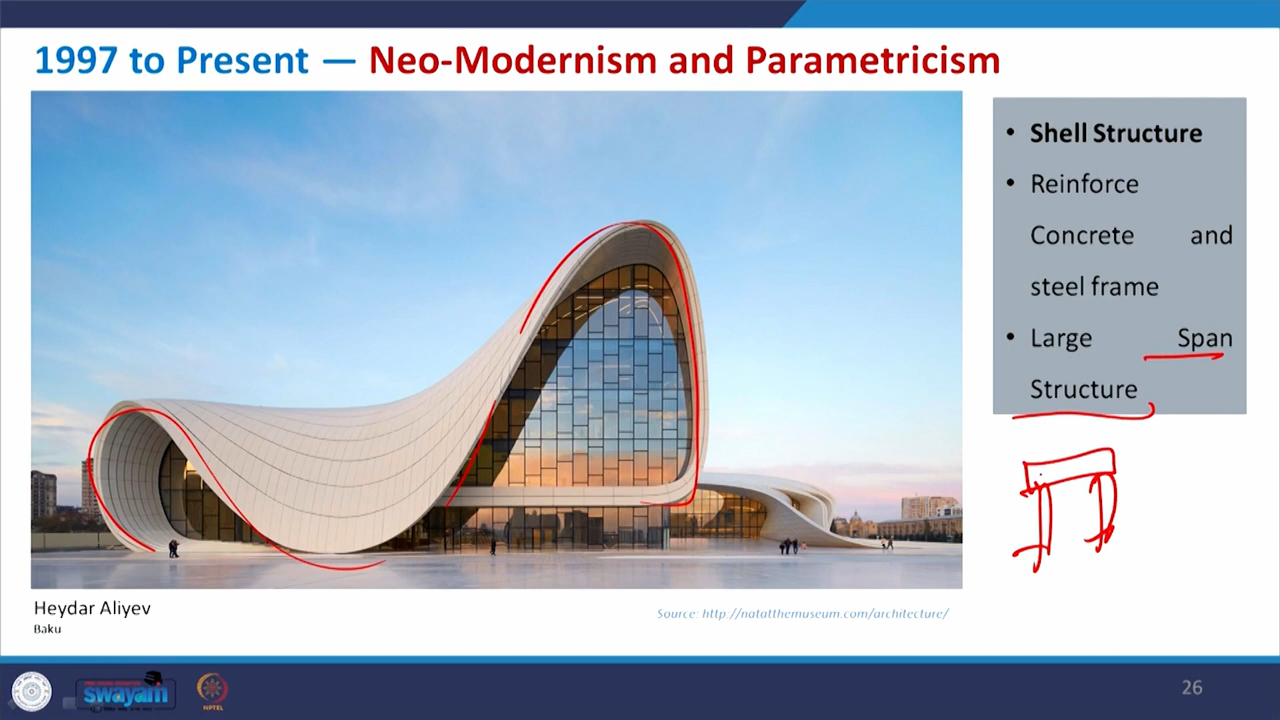 1997 to Present — Neo-Modernism and Parametricism
• Shell Structure
• Reinforce
Concrete and
steel frame
• Large Span
Structure
Heydar Aliyev
Baku
Source: http://natatthemuseum.com/architecture/
swayam
NPTEL
26